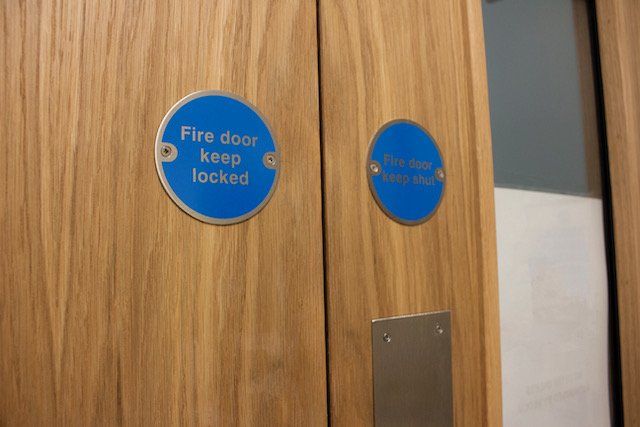 Fire door
keep
locked
Fire door
keep shut